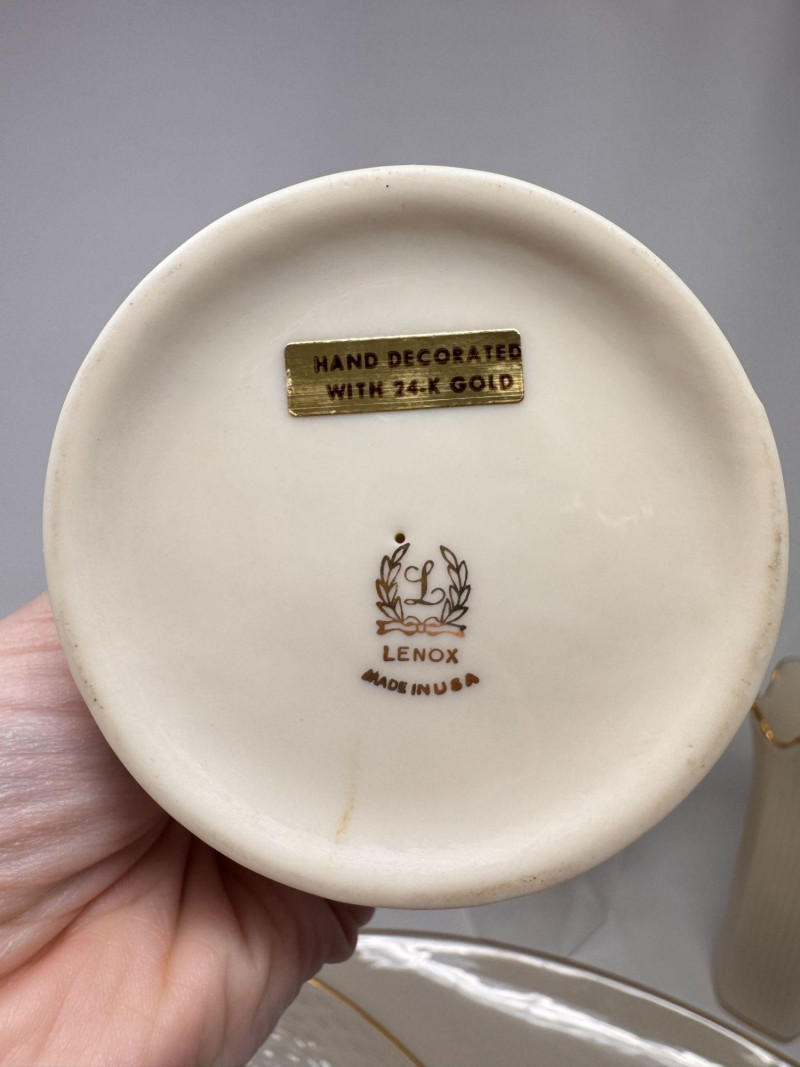 HAND DECORATED
WITH 24-K GOLD
L
LENOX
MADE IN USA